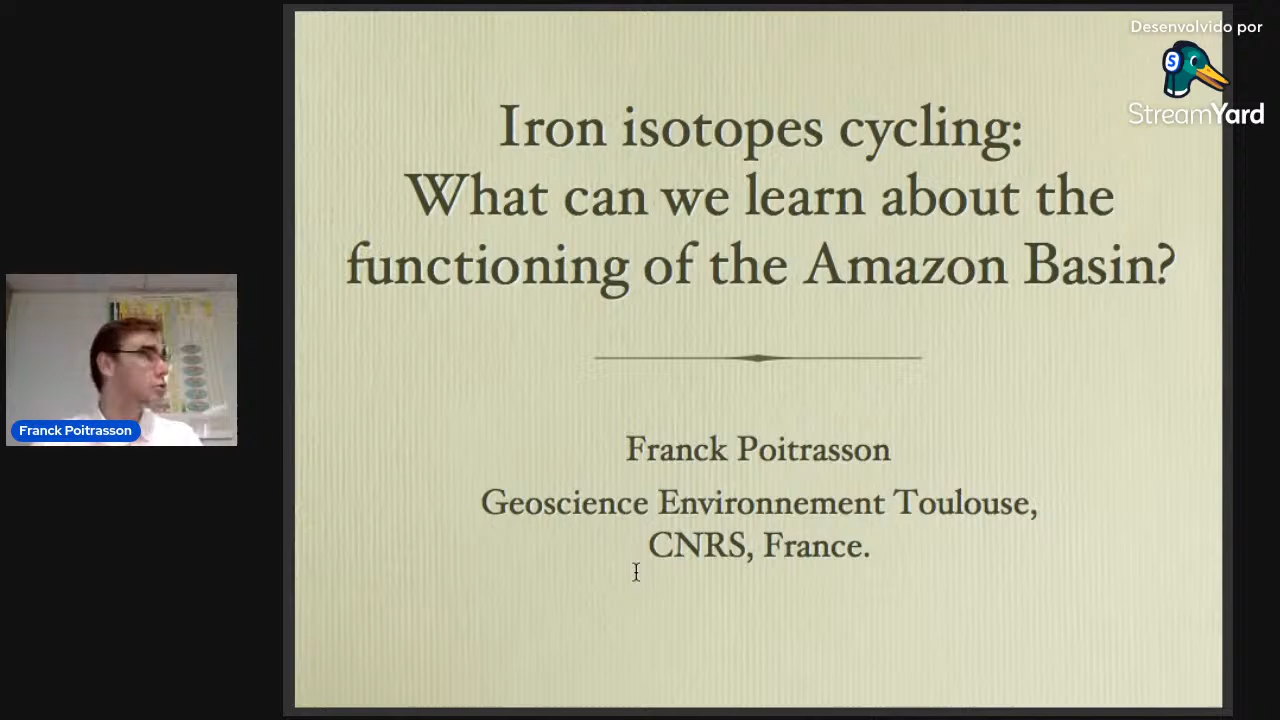 Desenvolvido por
StreamYard
Iron isotopes cycling:
What can we learn about the
functioning of the Amazon Basin?
Franck Poitrasson
Geoscience Environnement Toulouse,
CNRS, France.
Franck Poitrasson